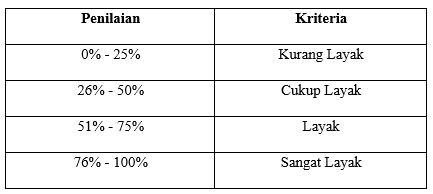 Penilaian Kriteria
0% - 25% Kurang Layak
26% - 50% Cukup Layak
51% - 75% Layak
76% - 100% Sangat Layak